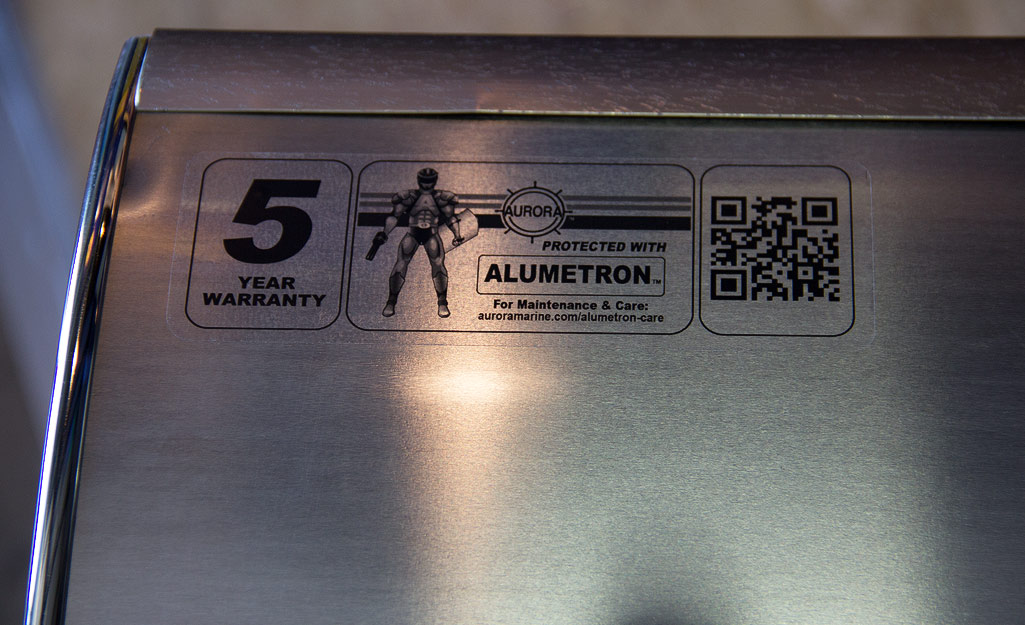 5
YEAR
WARRANTY
AURORA
PROTECTED WITH
ALUMETRON™
For Maintenance & Care:
auroramarine.com/alumetron-care